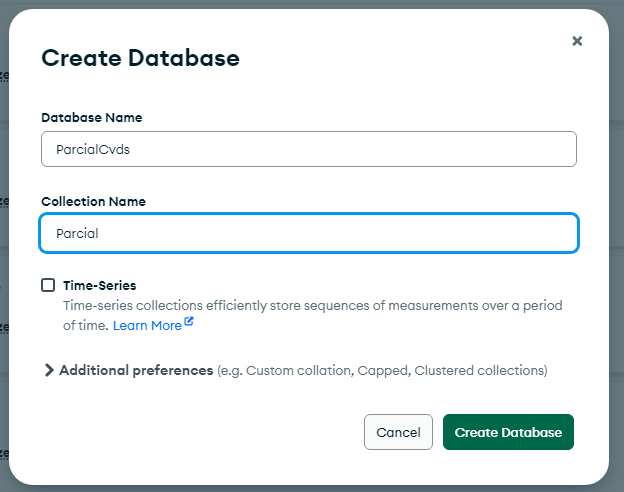 Create Database
Database Name
ParcialCvds
Collection Name
Parcial
Time-Series
Time-series collections efficiently store sequences of measurements over a period
of time. Learn More
Additional preferences (e.g. Custom collation, Capped, Clustered collections)
Cancel
Create Database